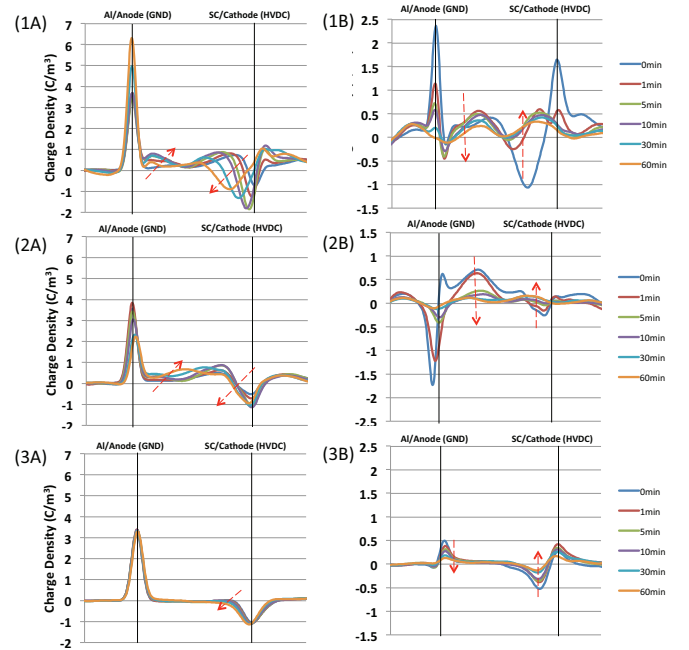 (1A)
Al/Anode (GND) SC/Cathode (HVDC)
Charge Density (C/m³)
7
6
5
4
3
2
1
0
-1
-2
(1B)
Al/Anode (GND) SC/Cathode (HVDC)
2.5
2
1.5
1
0.5
0
-0.5
-1
-1.5
0min
1min
5min
10min
30min
60min
(2A)
Al/Anode (GND) SC/Cathode (HVDC)
Charge Density (C/m³)
7
6
5
4
3
2
1
0
-1
-2
(2B)
Al/Anode (GND) SC/Cathode (HVDC)
1.5
1
0.5
0
-0.5
-1
-1.5
-2
-2.5
0min
1min
5min
10min
30min
60min
(3A)
Al/Anode (GND) SC/Cathode (HVDC)
Charge Density (C/m³)
7
6
5
4
3
2
1
0
-1
-2
(3B)
Al/Anode (GND) SC/Cathode (HVDC)
2.5
2
1.5
1
0.5
0
-0.5
-1
-1.5
0min
1min
5min
10min
30min
60min